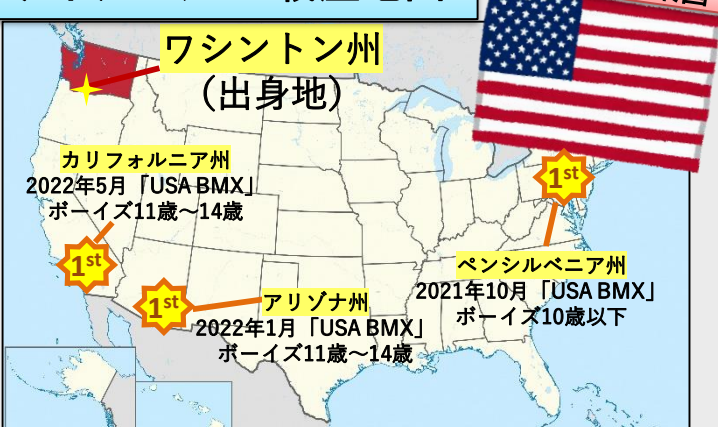 ワシントン州
（出身地）
カリフォルニア州
2022年5月「USA BMX」
ボーイズ11歳〜14歳
1st
1st
1st
アリゾナ州
2022年1月「USA BMX」
ボーイズ11歳〜14歳
ペンシルベニア州
2021年10月「USA BMX」
ボーイズ10歳以下